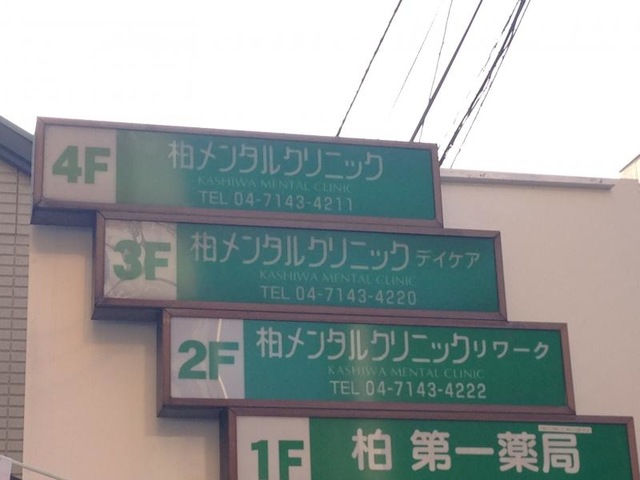 4F
柏メンタルクリニック
KASHIWA MENTAL CLINIC
TEL 04-7143-4211
3F
柏メンタルクリニック デイケア
KASHIWA MENTAL CLINIC
TEL 04-7143-4220
2F
柏メンタルクリニック リワーク
KASHIWA MENTAL CLINIC
TEL 04-7143-4222
1F
柏 第一薬局